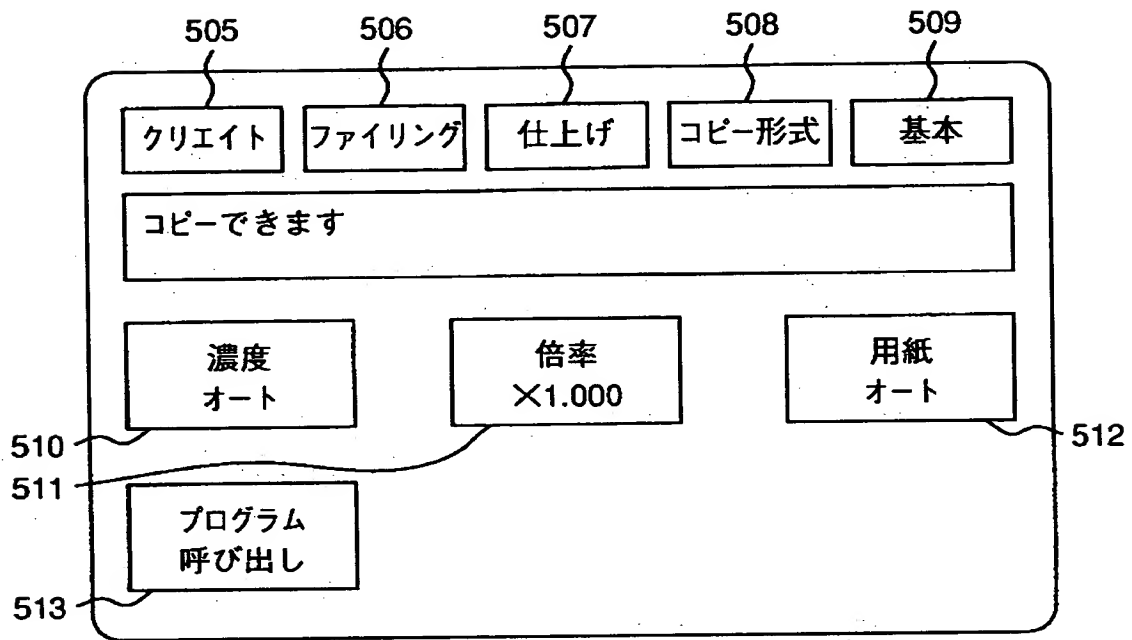 505 506 507 508 509
クリエイト ファイリング 仕上げ コピー形式 基本
コピーできます
濃度 倍率 用紙
オート ×1.000 オート
510 512
511
プログラム
呼び出し
513